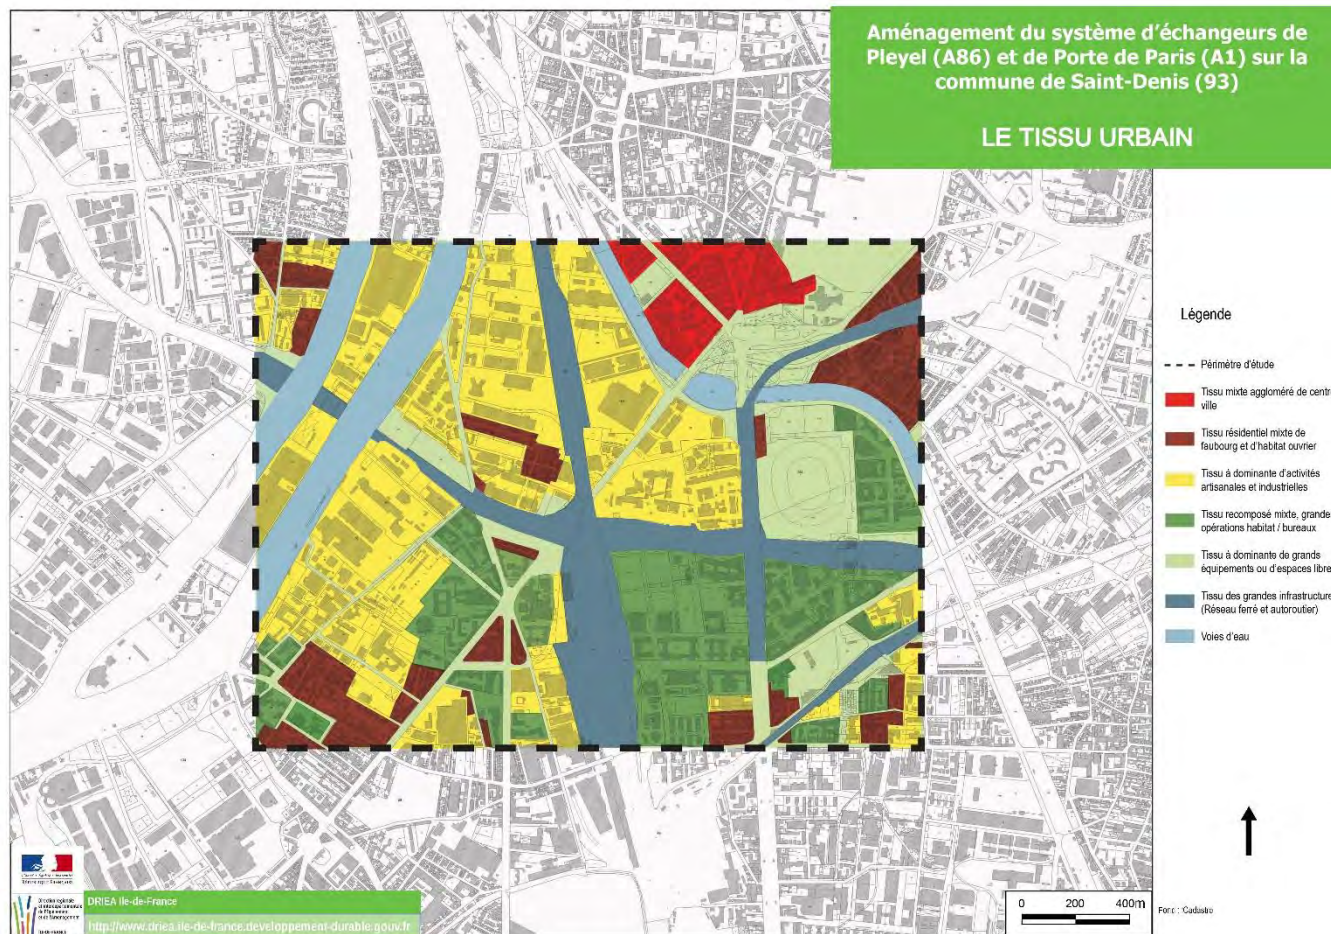 Aménagement du système d'échangeurs de
Pleyel (A86) et de Porte de Paris (A1) sur la
commune de Saint-Denis (93)
LE TISSU URBAIN
Légende
Périmètre d'étude
Tissu mixte aggloméré de centr
ville
Tissu résidentiel mixte de
faubourg et d'habitat ouvrier
Tissu à dominante d'activités
artisanales et industrielles
Tissu recomposé mixte, grande
opérations habitat / bureaux
Tissu à dominante de grands
équipements ou d'espaces libre
Tissu des grandes infrastructure
(Réseau ferré et autoroutier)
Voies d'eau
0 200 400m
Fond : Cadastre
DRIEA Ile-de-France
http://www.driea.ile-de-france.developpement-durable.gouv.fr